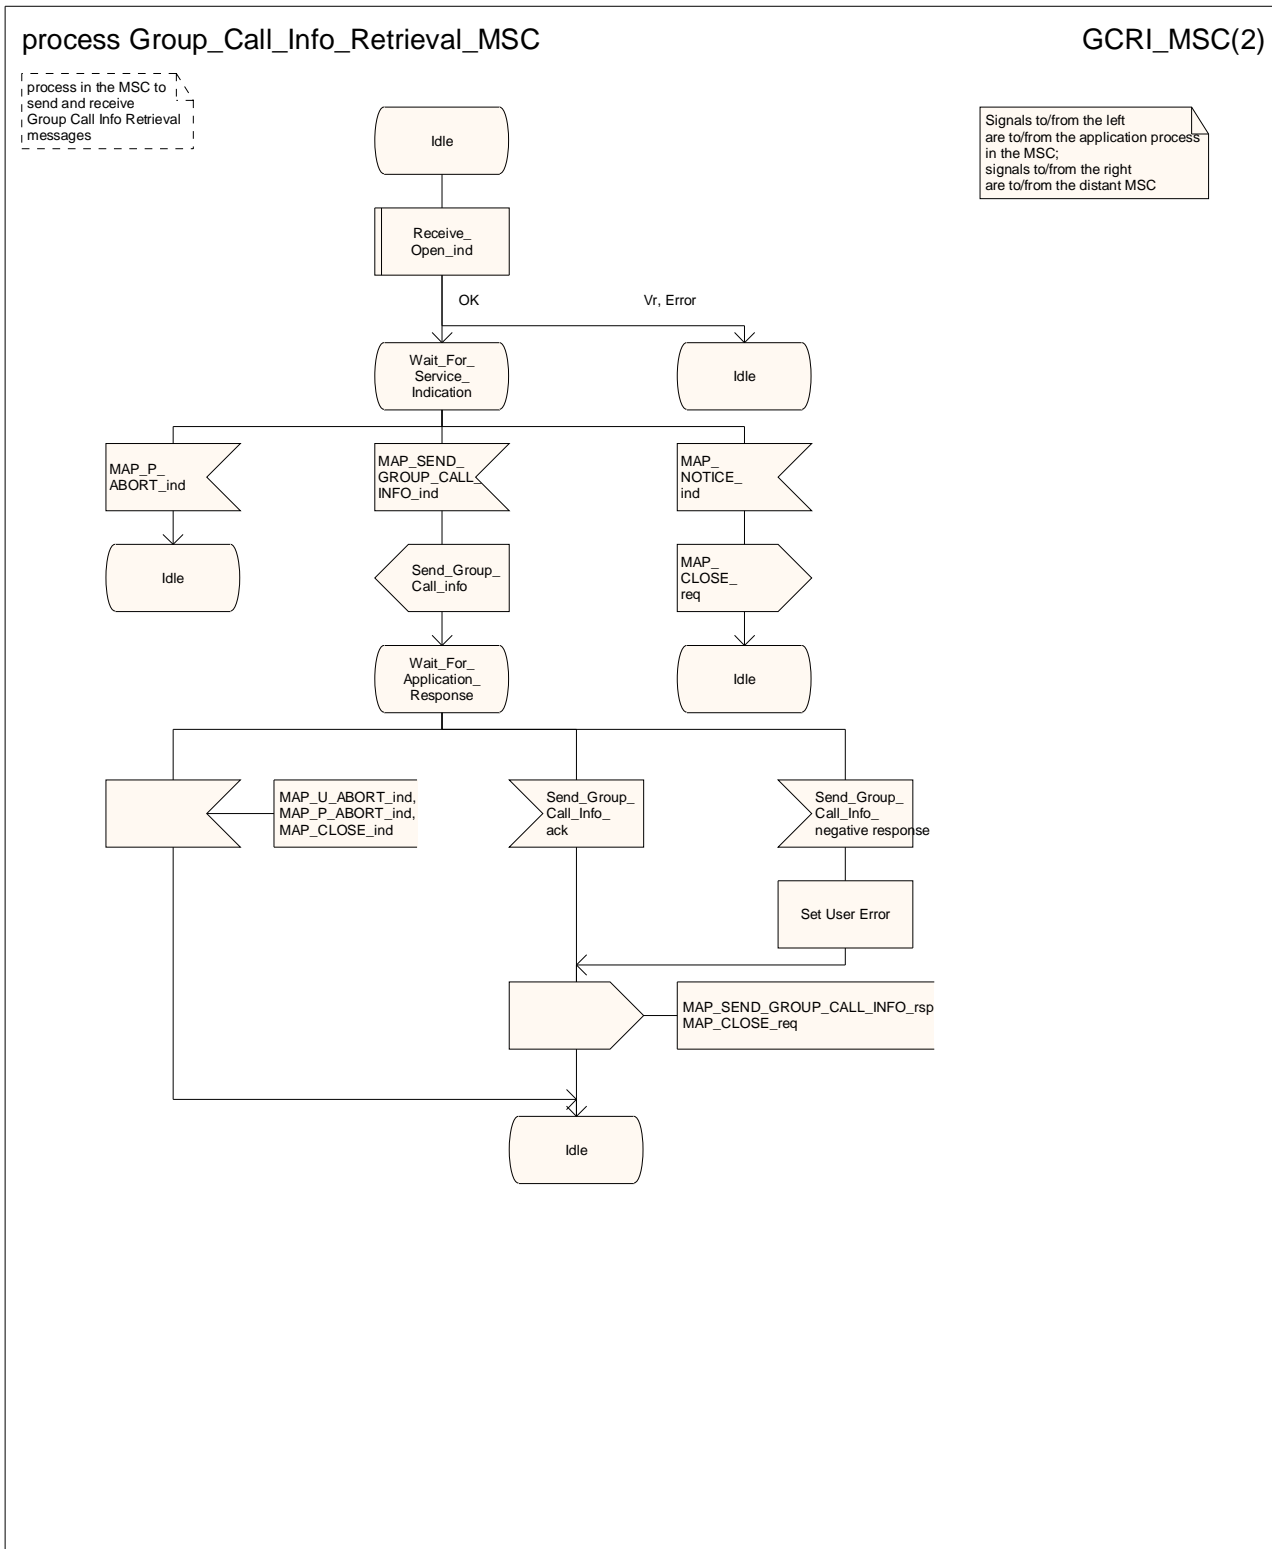 process Group_Call_Info_Retrieval_MSC
GCRI_MSC(2)
process in the MSC to
send and receive
Group Call Info Retrieval
messages
Signals to/from the left
are to/from the application process
in the MSC;
signals to/from the right
are to/from the distant MSC
Idle
Receive_
Open_ind
OK
Vr, Error
Wait_For_
Service_
Indication
Idle
MAP_P_
ABORT_ind
MAP_SEND_
GROUP_CALL_
INFO_ind
MAP_
NOTICE_
ind
Idle
Send_Group_
Call_info
MAP_
CLOSE_
req
Wait_For_
Application_
Response
Idle
MAP_U_ABORT_ind,
MAP_P_ABORT_ind,
MAP_CLOSE_ind
Send_Group_
Call_Info_
ack
Send_Group_
Call_Info_
negative response
Set User Error
MAP_SEND_GROUP_CALL_INFO_rsp
MAP_CLOSE_req
Idle